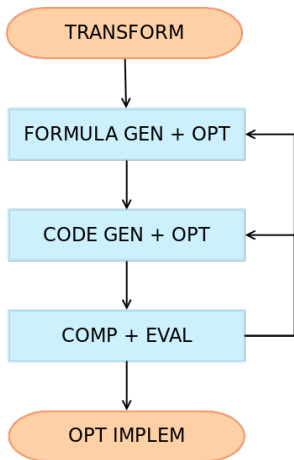 TRANSFORM
FORMULA GEN + OPT
CODE GEN + OPT
COMP + EVAL
OPT IMPLEM